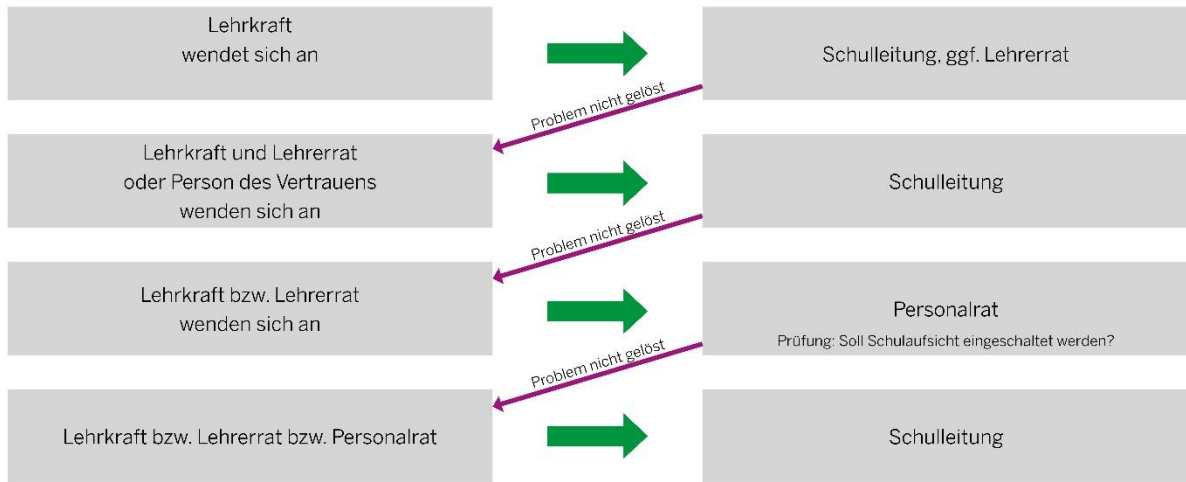 Lehrkraft
wendet sich an
Schulleitung, ggf. Lehrerrat
Problem nicht gelöst
Lehrkraft und Lehrerrat
oder Person des Vertrauens
wenden sich an
Schulleitung
Problem nicht gelöst
Lehrkraft bzw. Lehrerrat
wenden sich an
Personalrat
Prüfung: Soll Schulaufsicht eingeschaltet werden?
Problem nicht gelöst
Lehrkraft bzw. Lehrerrat bzw. Personalrat
Schulleitung